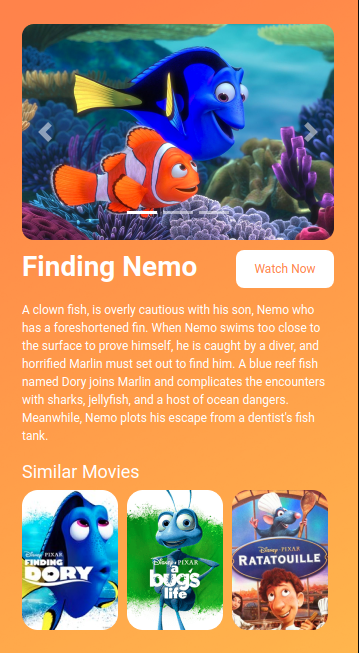 Finding Nemo
Watch Now
A clown fish, is overly cautious with his son, Nemo who
has a foreshortened fin. When Nemo swims too close to
the surface to prove himself, he is caught by a diver, and
horrified Marlin must set out to find him. A blue reef fish
named Dory joins Marlin and complicates the encounters
with sharks, jellyfish, and a host of ocean dangers.
Meanwhile, Nemo plots his escape from a dentist's fish
tank.
Similar Movies
Disney PIXAR
FINDING
DORY
Disney PIXAR
a
bug's
life
Disney PIXAR
RATATOUILLE